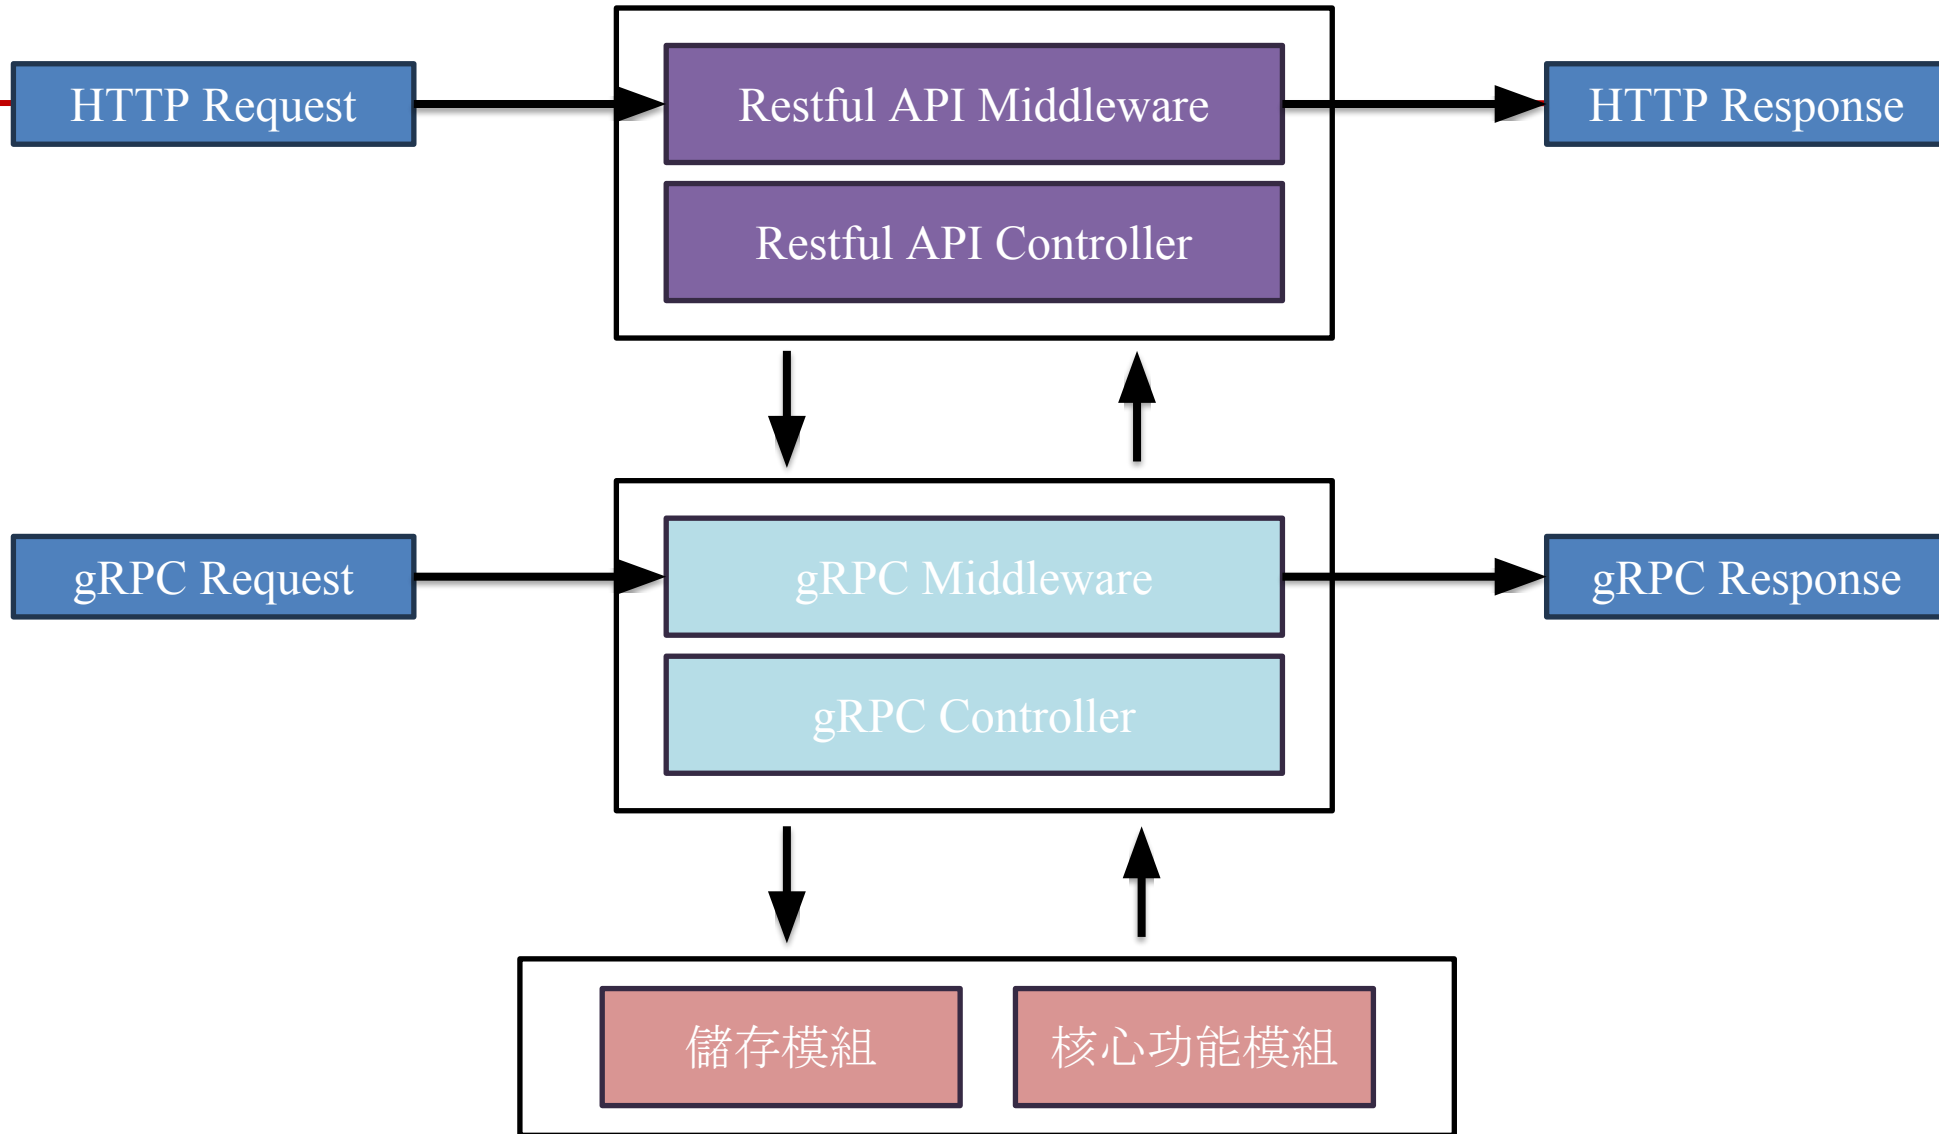 HTTP Request
Restful API Middleware
HTTP Response
Restful API Controller
gRPC Request
gRPC Middleware
gRPC Response
gRPC Controller
儲存模組
核心功能模組